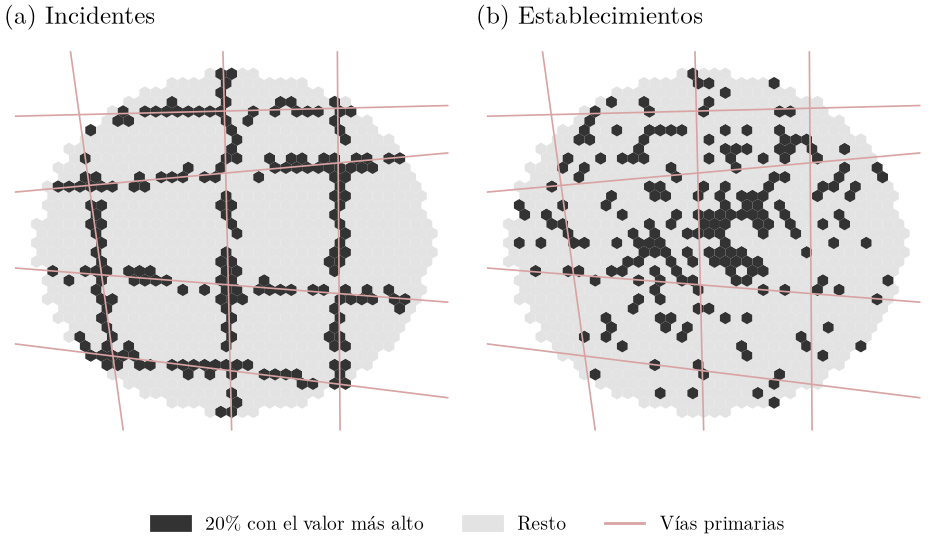 (a) Incidentes
(b) Establecimientos
20% con el valor más alto
Resto
Vías primarias